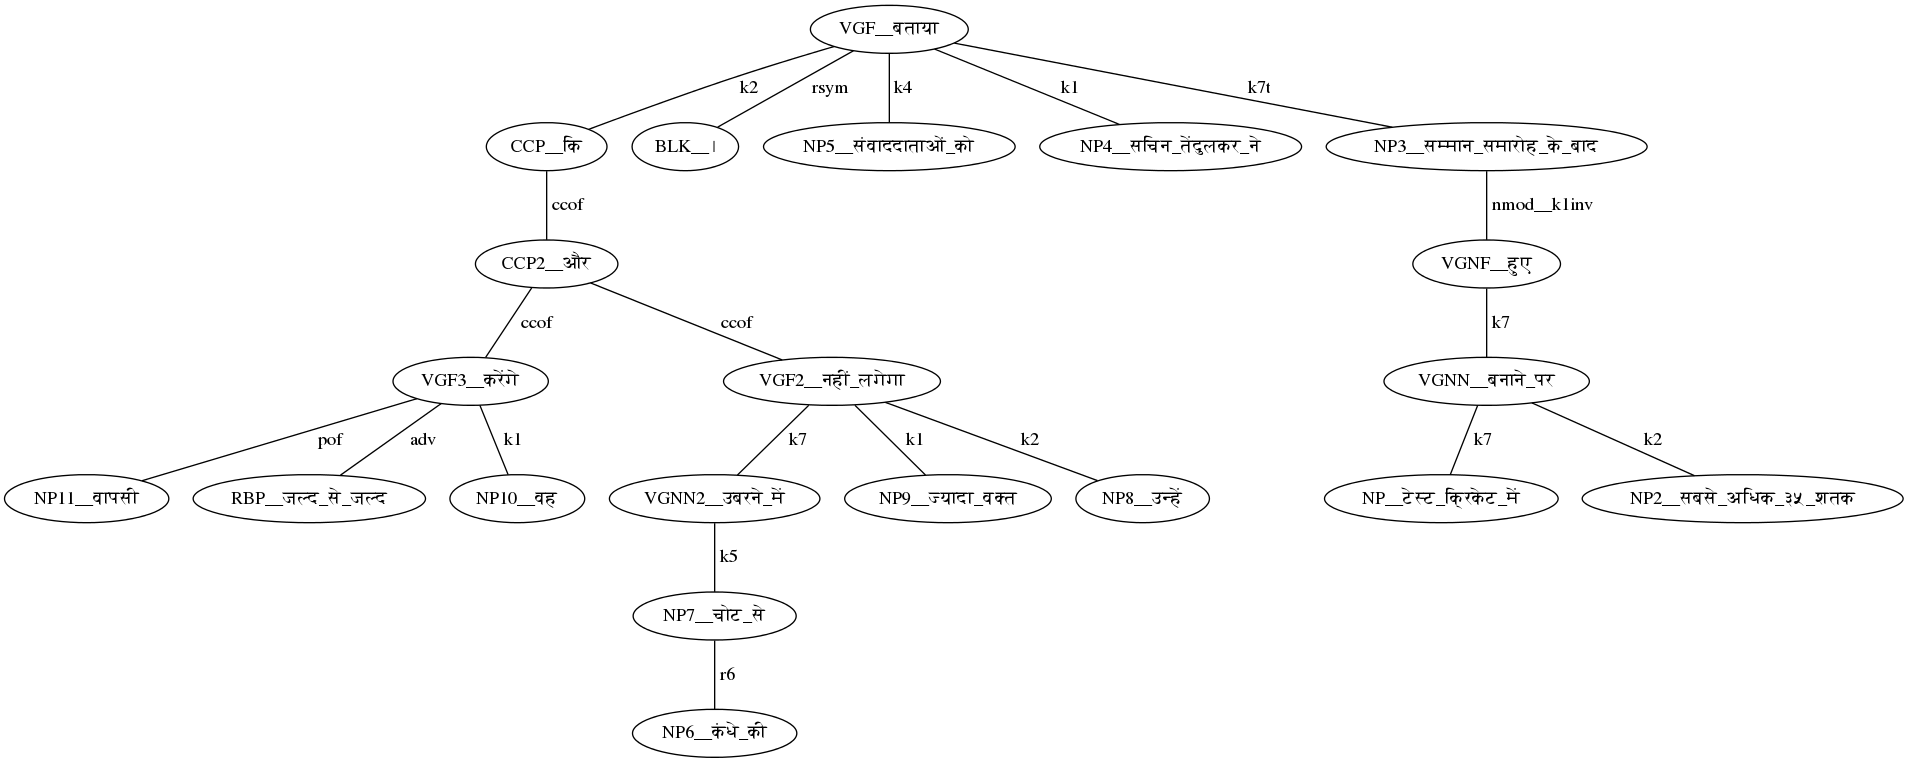 VGF__बताया
k2 rsym k4 k1 k7t
CCP__कि BLK__। NP5__संवाददाताओं_को NP4__सचिन_तेंदुलकर_ने NP3__सम्मान_समारोह_के_बाद
ccof nmod__k1inv
CCP2__और VGNF__हुए
ccof ccof k7
VGF3__करेंगे VGF2__नहीं_लगेगा VGNN__बनाने_पर
pof adv k1 k7 k1 k2 k7 k2
NP11__वापसी RBP__जल्द_से_जल्द NP10__वह VGNN2__उबरने_में NP9__ज्यादा_वक्त NP8__उन्हें NP__टेस्ट_क्रिकेट_में NP2__सबसे_अधिक_३५_शतक
k5
NP7__चोट_से
r6
NP6__कंधे_की